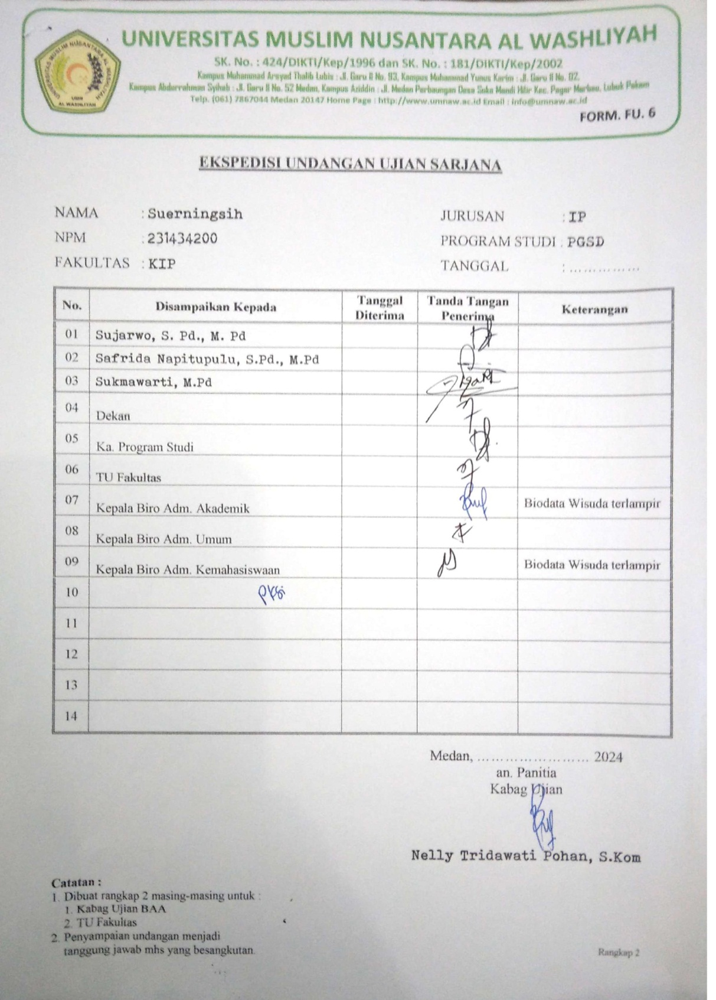 UNIVERSITAS MUSLIM NUSANTARA AL WASHLIYAH
SK. No. : 424/DIKTI/Kep/1996 dan SK. No. : 181/DIKTI/Kep/2002
Kampus Muhammad Arsyad Thalib Lubis : Jl. Garu II No. 93, Kampus Muhammad Yunus Karim : Jl. Garu II No. 02,
Kampus Abdurrahman Syihab : Jl. Garu II No. 52 Medan, Kampus Ariddin : Jl. Medan Perbaungan Desa Suka Mandi Hilir Kec. Pagar Merbau, Lubuk Pakam
Telp. (061) 7867044 Medan 20147 Home Page : http://www.umnaw.ac.id Email : info@umnaw.ac.id
UNIVERSITAS MUSLIM NUSANTARA AL WASHLIYAH
UMN
AL WASHLIYAH
FORM. FU. 6
EKSPEDISI UNDANGAN UJIAN SARJANA
NAMA : Suerningsih JURUSAN : IP
NPM : 231434200 PROGRAM STUDI : PGSD
FAKULTAS : KIP TANGGAL : ...............
No. Disampaikan Kepada Tanggal Diterima Tanda Tangan Penerima Keterangan
01 Sujarwo, S. Pd., M. Pd
02 Safrida Napitupulu, S.Pd., M.Pd
03 Sukmawarti, M.Pd
04 Dekan
05 Ka. Program Studi
06 TU Fakultas
07 Kepala Biro Adm. Akademik Biodata Wisuda terlampir
08 Kepala Biro Adm. Umum
09 Kepala Biro Adm. Kemahasiswaan Biodata Wisuda terlampir
10
11
12
13
14
Medan, ........................... 2024
an. Panitia
Kabag Ujian
Nelly Tridawati Pohan, S.Kom
Catatan :
1. Dibuat rangkap 2 masing-masing untuk :
1. Kabag Ujian BAA
2. TU Fakultas
2. Penyampaian undangan menjadi
tanggung jawab mhs yang besangkutan.
Rangkap 2